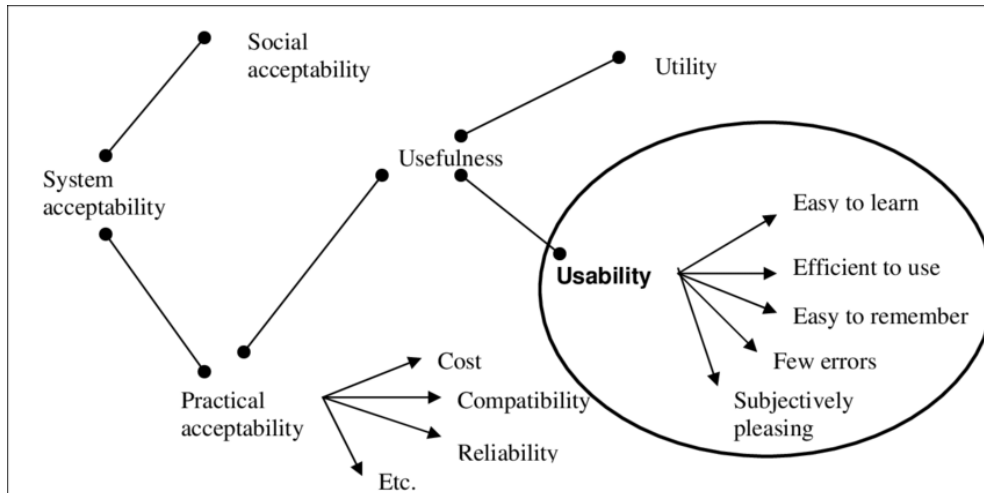 Social
acceptability
Utility
Usefulness
System
acceptability
Easy to learn
Usability
Efficient to use
Easy to remember
Few errors
Cost
Practical
acceptability
Compatibility
Subjectively
pleasing
Reliability
Etc.